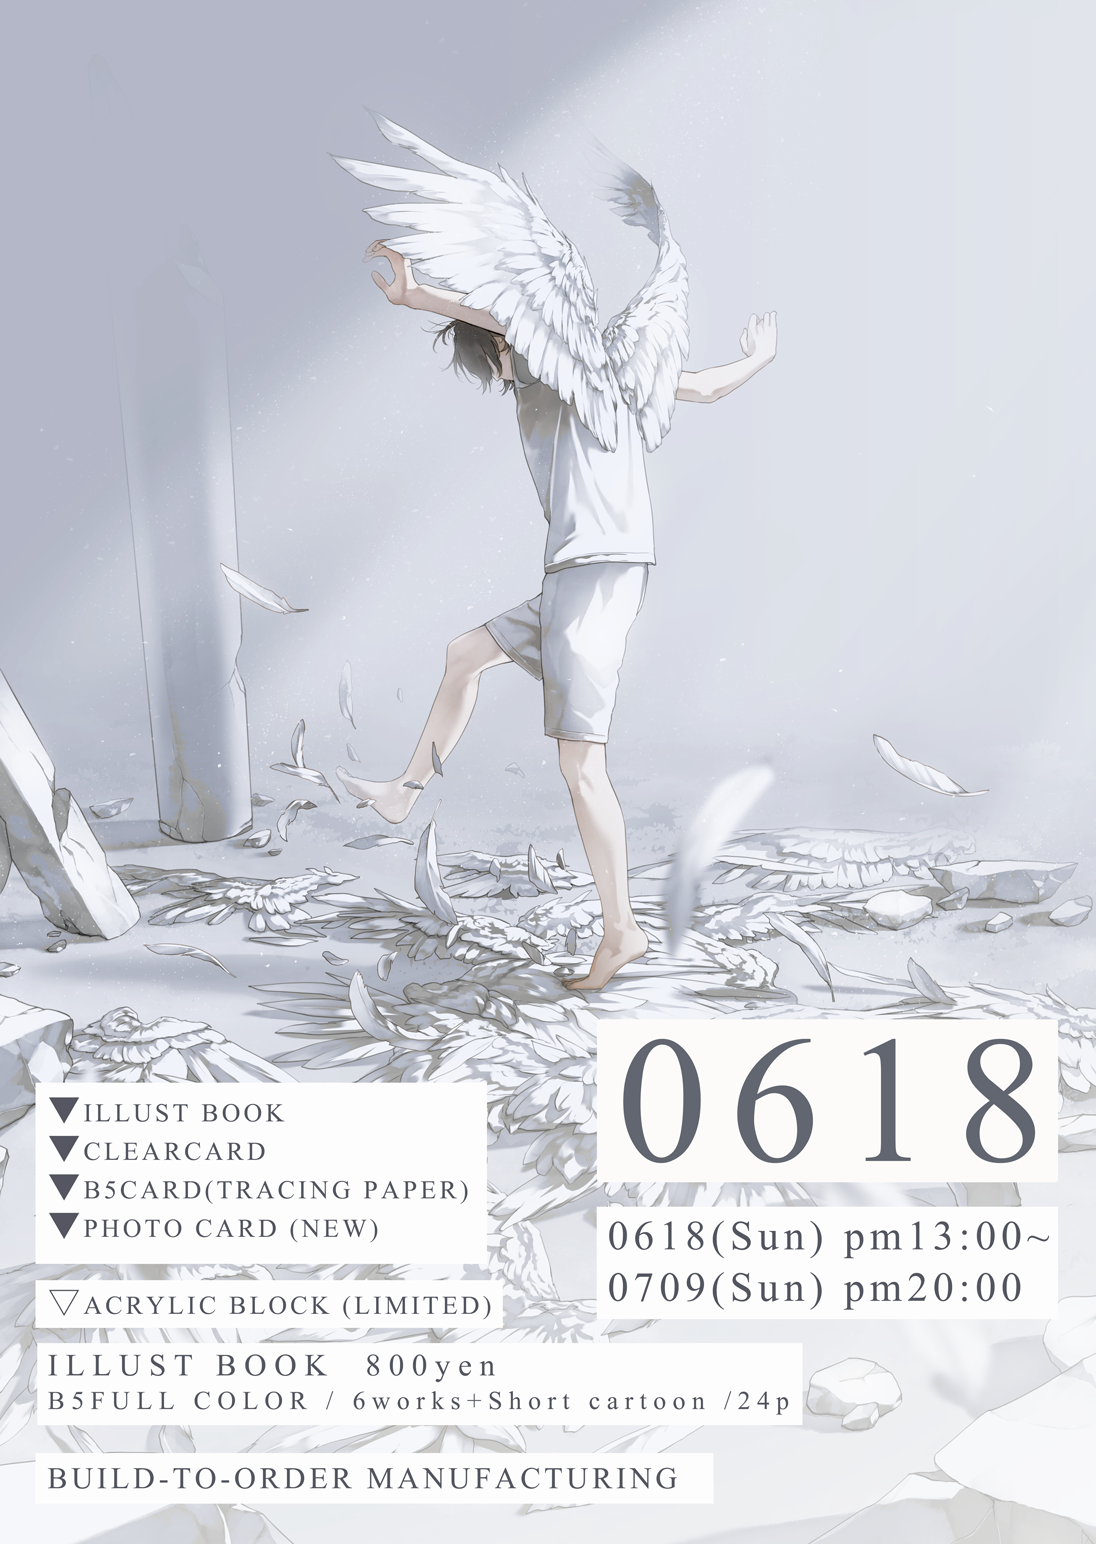 0618
0618(Sun) pm13:00~
0709(Sun) pm20:00
▼ILLUST BOOK
▼CLEARCARD
▼B5CARD(TRACING PAPER)
▼PHOTO CARD (NEW)
▽ACRYLIC BLOCK (LIMITED)
ILLUST BOOK 800yen
B5FULL COLOR / 6works+Short cartoon /24p
BUILD-TO-ORDER MANUFACTURING